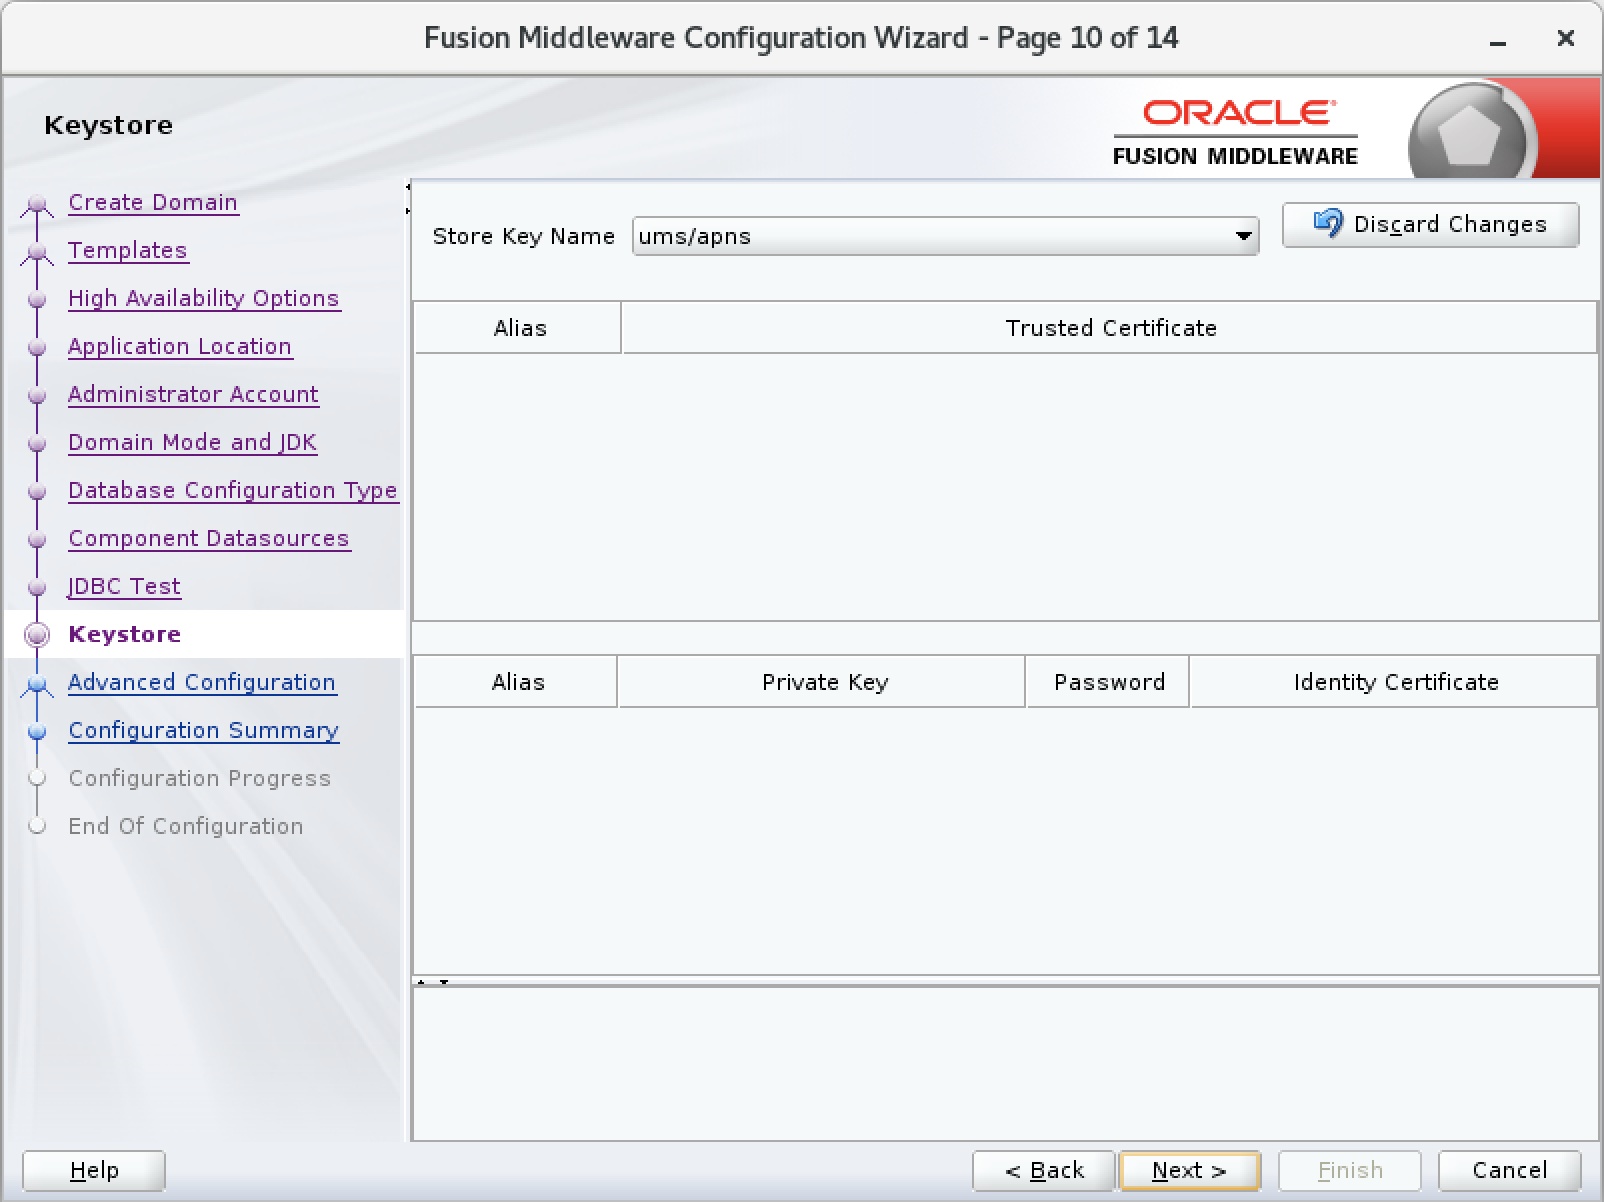 Fusion Middleware Configuration Wizard - Page 10 of 14
Keystore
ORACLE
FUSION MIDDLEWARE
Create Domain
Templates
High Availability Options
Application Location
Administrator Account
Domain Mode and JDK
Database Configuration Type
Component Datasources
JDBC Test
Keystore
Advanced Configuration
Configuration Summary
Configuration Progress
End Of Configuration
Store Key Name ums/apns Discard Changes
Alias Trusted Certificate
Alias Private Key Password Identity Certificate
Help < Back Next > Finish Cancel